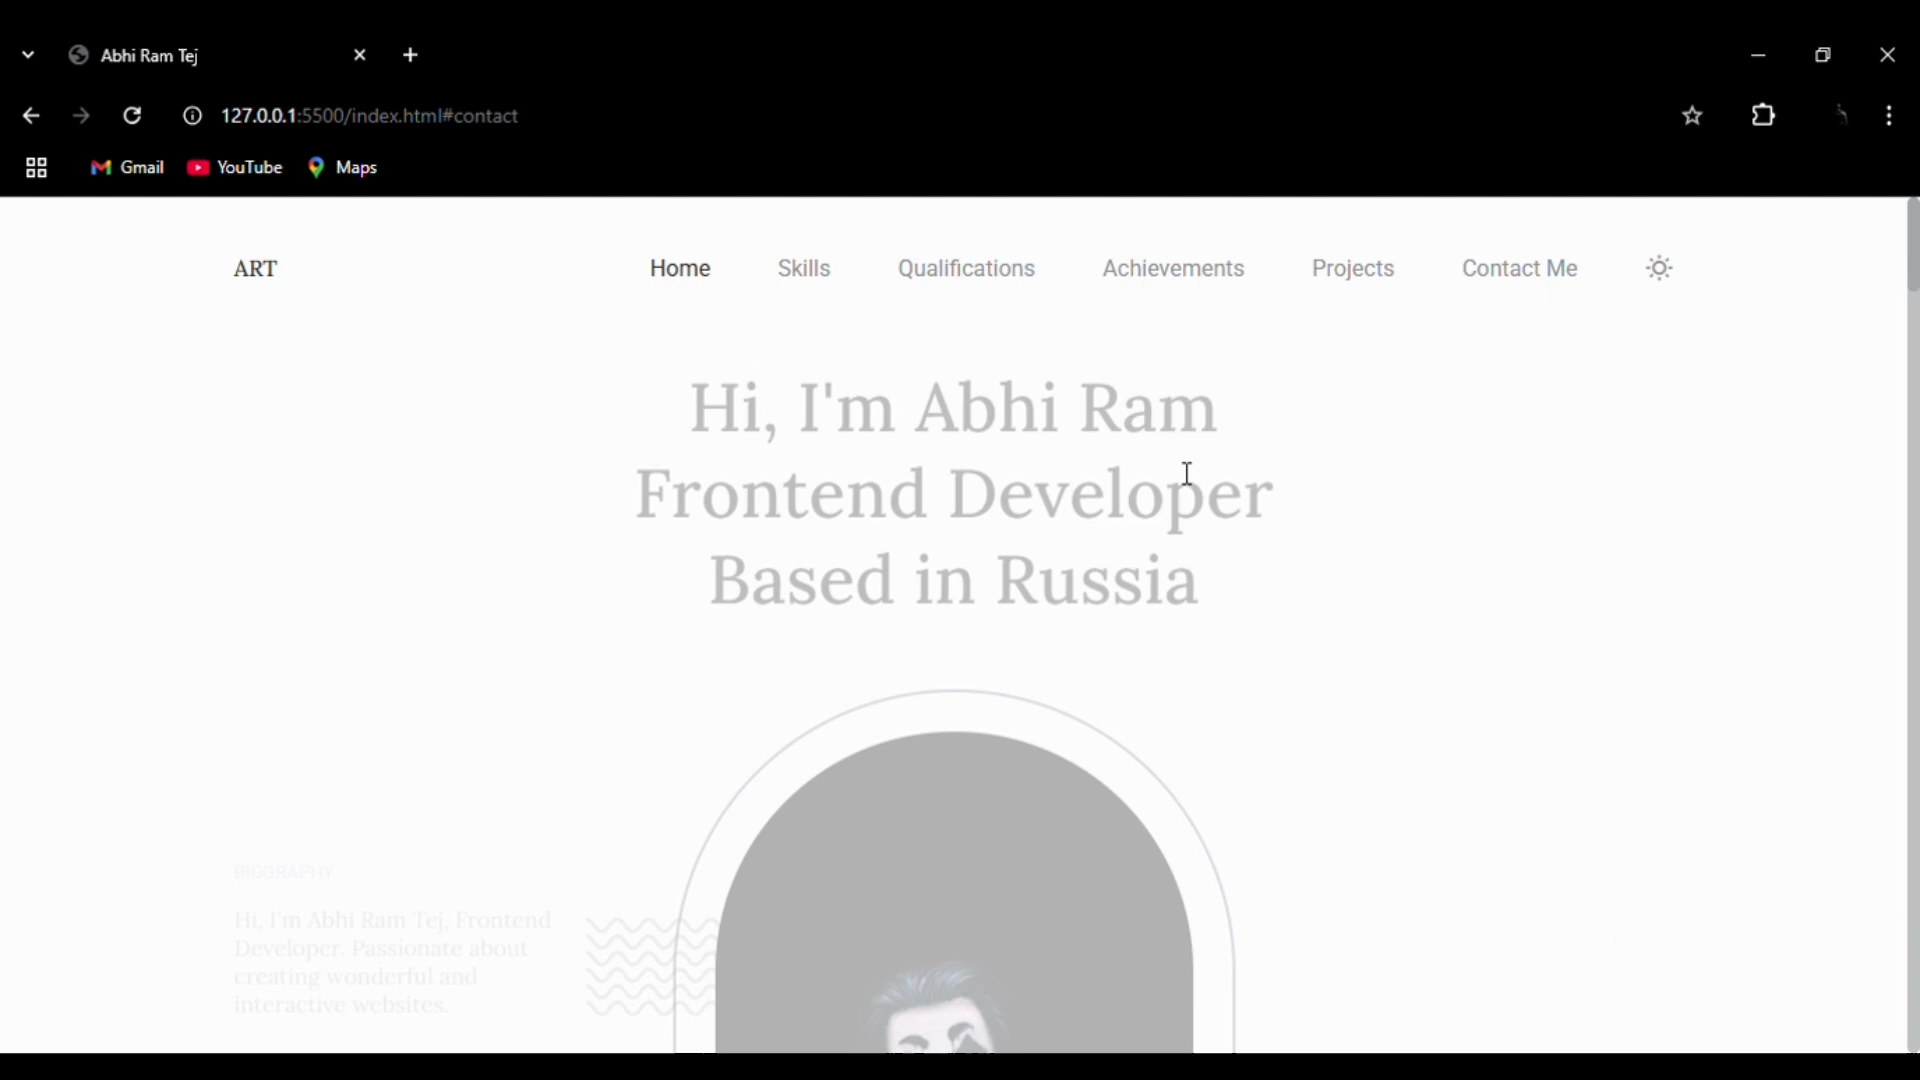 Abhi Ram Tej
127.0.0.1:5500/index.html#contact
Gmail YouTube Maps
ART Home Skills Qualifications Achievements Projects Contact Me
Hi, I'm Abhi Ram
Frontend Developer
Based in Russia
BIOGRAPHY
Hi, I'm Abhi Ram Tej. Frontend
Developer. Passionate about
creating wonderful and
interactive websites.